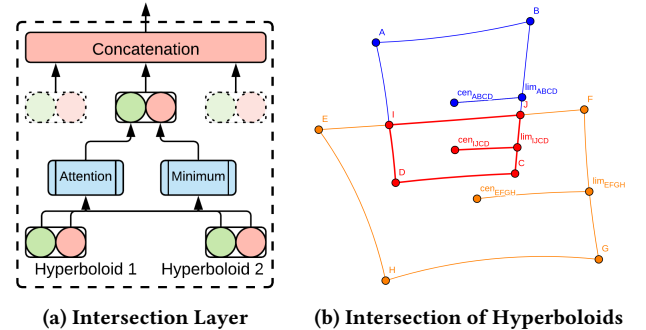 Concatenation
Attention
Minimum
Hyperboloid 1
Hyperboloid 2
(a) Intersection Layer
A
B
cen_ABCD
lim_ABCD
I
J
E
F
cen_IJCD
lim_IJCD
D
C
cen_EFGH
lim_EFGH
H
G
(b) Intersection of Hyperboloids